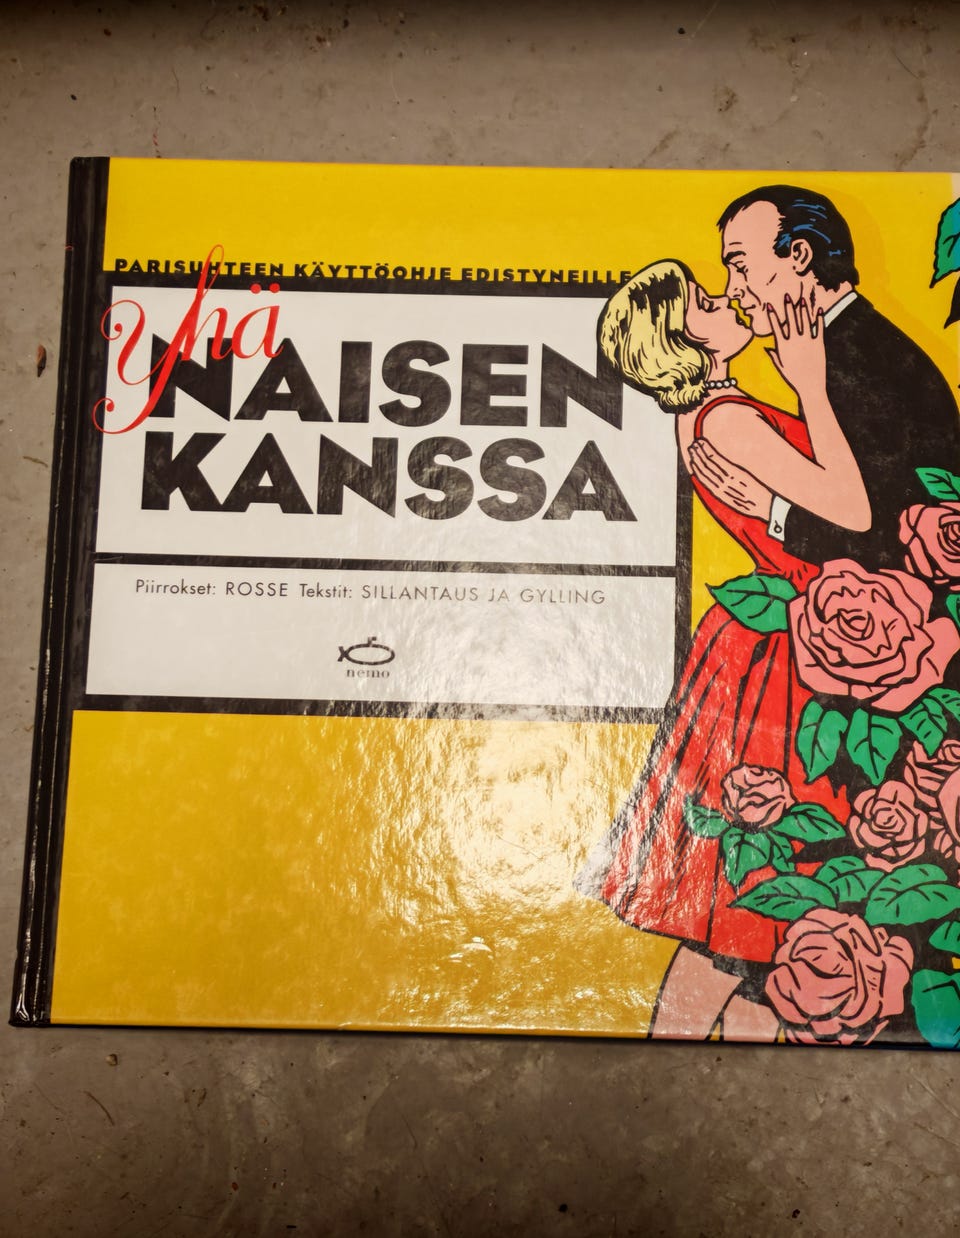 PARISUHTEEN KÄYTTÖOHJE EDISTYNEILLE
Yhä
NAISEN
KANSSA
Piirrokset: ROSSE Tekstit: SILLANTAUS JA GYLLING
nemo